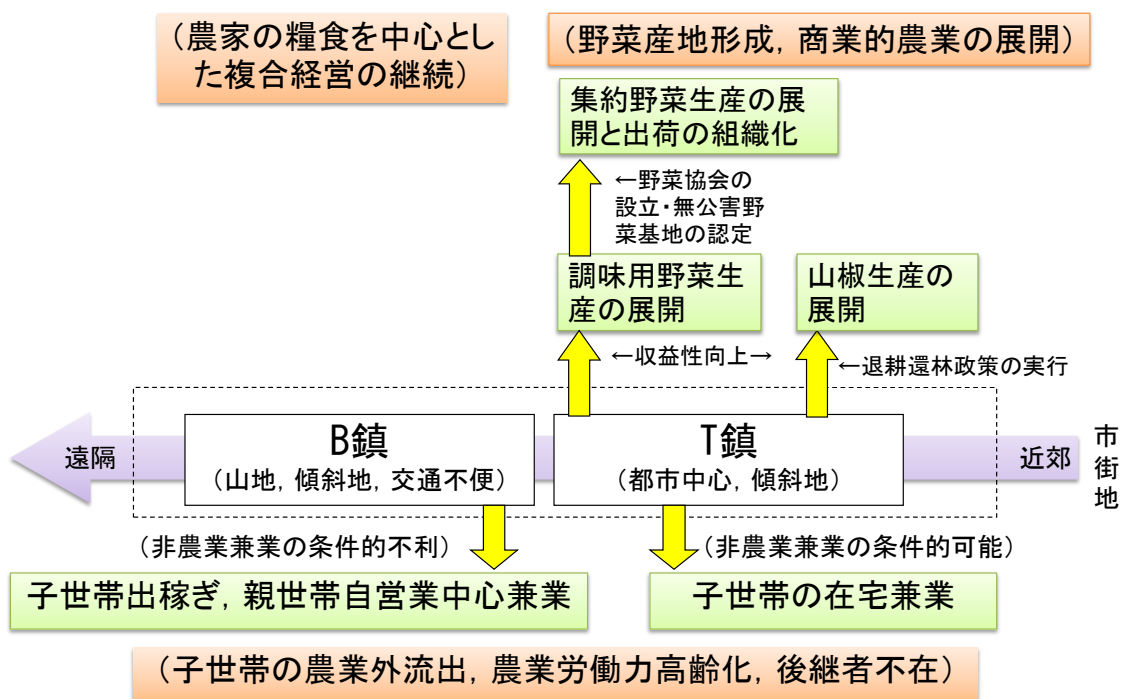 （農家の糧食を中心とし
た複合経営の継続）
（野菜産地形成，商業的農業の展開）
集約野菜生産の展
開と出荷の組織化
←野菜協会の
設立・無公害野
菜基地の認定
調味用野菜生
産の展開
山椒生産の
展開
←収益性向上→
←退耕還林政策の実行
遠隔
B鎮
（山地，傾斜地，交通不便）
T鎮
（都市中心，傾斜地）
近郊
市街地
（非農業兼業の条件的不利）
（非農業兼業の条件的可能）
子世帯出稼ぎ，親世帯自営業中心兼業
子世帯の在宅兼業
（子世帯の農業外流出，農業労働力高齢化，後継者不在）